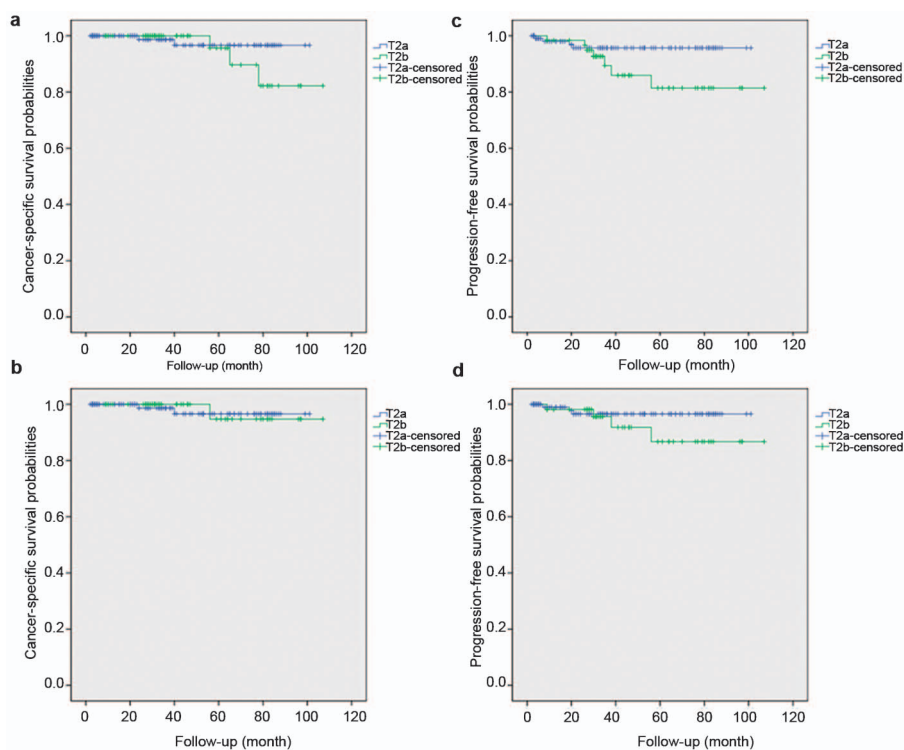 a
Cancer-specific survival probabilities
1.0
0.8
0.6
0.4
0.2
0.0
0 20 40 60 80 100 120
Follow-up (month)
T2a
T2b
T2a-censored
T2b-censored
c
Progression-free survival probabilities
1.0
0.8
0.6
0.4
0.2
0.0
0 20 40 60 80 100 120
Follow-up (month)
T2a
T2b
T2a-censored
T2b-censored
b
Cancer-specific survival probabilities
1.0
0.8
0.6
0.4
0.2
0.0
0 20 40 60 80 100 120
Follow-up (month)
T2a
T2b
T2a-censored
T2b-censored
d
Progression-free survival probabilities
1.0
0.8
0.6
0.4
0.2
0.0
0 20 40 60 80 100 120
Follow-up (month)
T2a
T2b
T2a-censored
T2b-censored